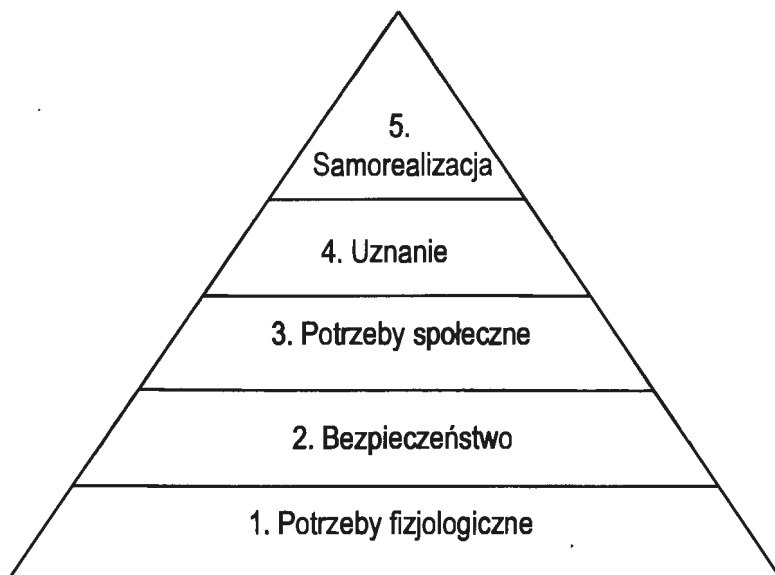 5.
Samorealizacja
4. Uznanie
3. Potrzeby społeczne
2. Bezpieczeństwo
1. Potrzeby fizjologiczne